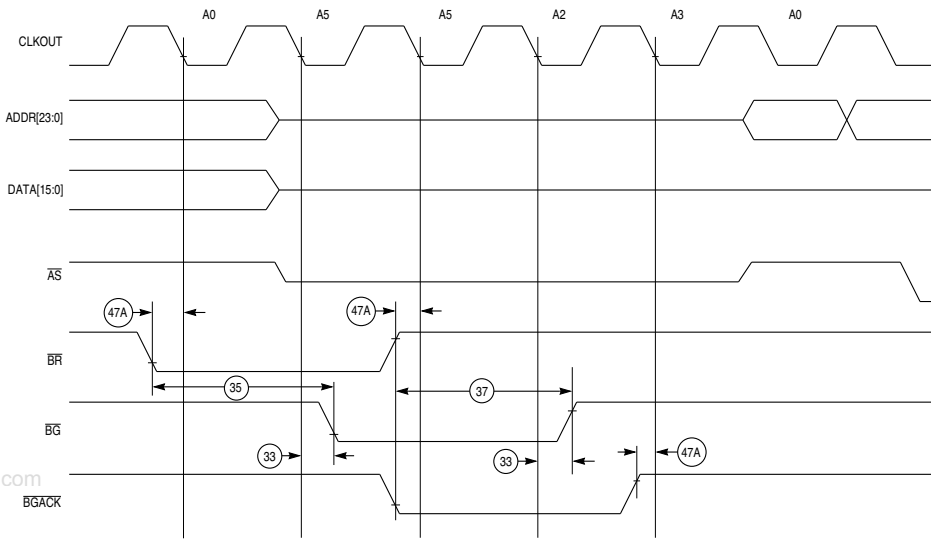 A0 A5 A5 A2 A3 A0
CLKOUT
ADDR[23:0]
DATA[15:0]
AS
47A 47A
BR
35 37
BG
33 33 47A
com
BGACK